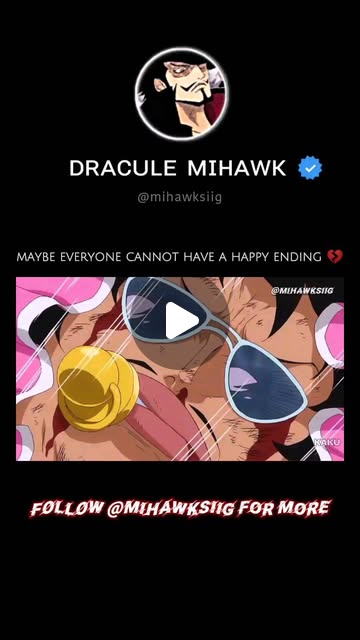 DRACULE MIHAWK
@mihawksiig
MAYBE EVERYONE CANNOT HAVE A HAPPY ENDING 💔
@MIHAWKSIIG
KAKU
FOLLOW @MIHAWKSIIG FOR MORE